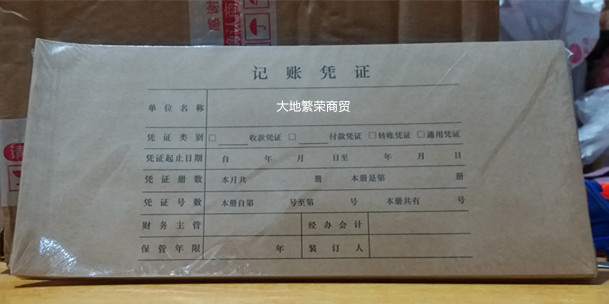 记账凭证
单位名称
大地繁荣商贸
凭证类别 □ 收款凭证 □ 付款凭证 □转账凭证 □通用凭证
凭证起止日期 自 年 月 日至 年 月 日
凭证册数 本月共 册 本册是第 册
凭证号数 本册自第 号至第 号 本册共有 号
财务主管 经办会计
保管年限 年 装订人